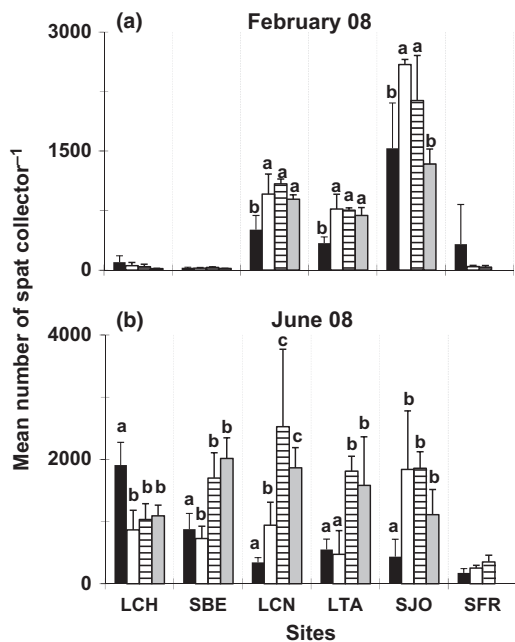 (a) February 08
3000
1500
0
b a a a
b a a a
b a a b
Mean number of spat collector⁻¹
(b) June 08
4000
2000
0
a b b b
a b b b
a b c c
a a b b
a b b b
LCH SBE LCN LTA SJO SFR
Sites